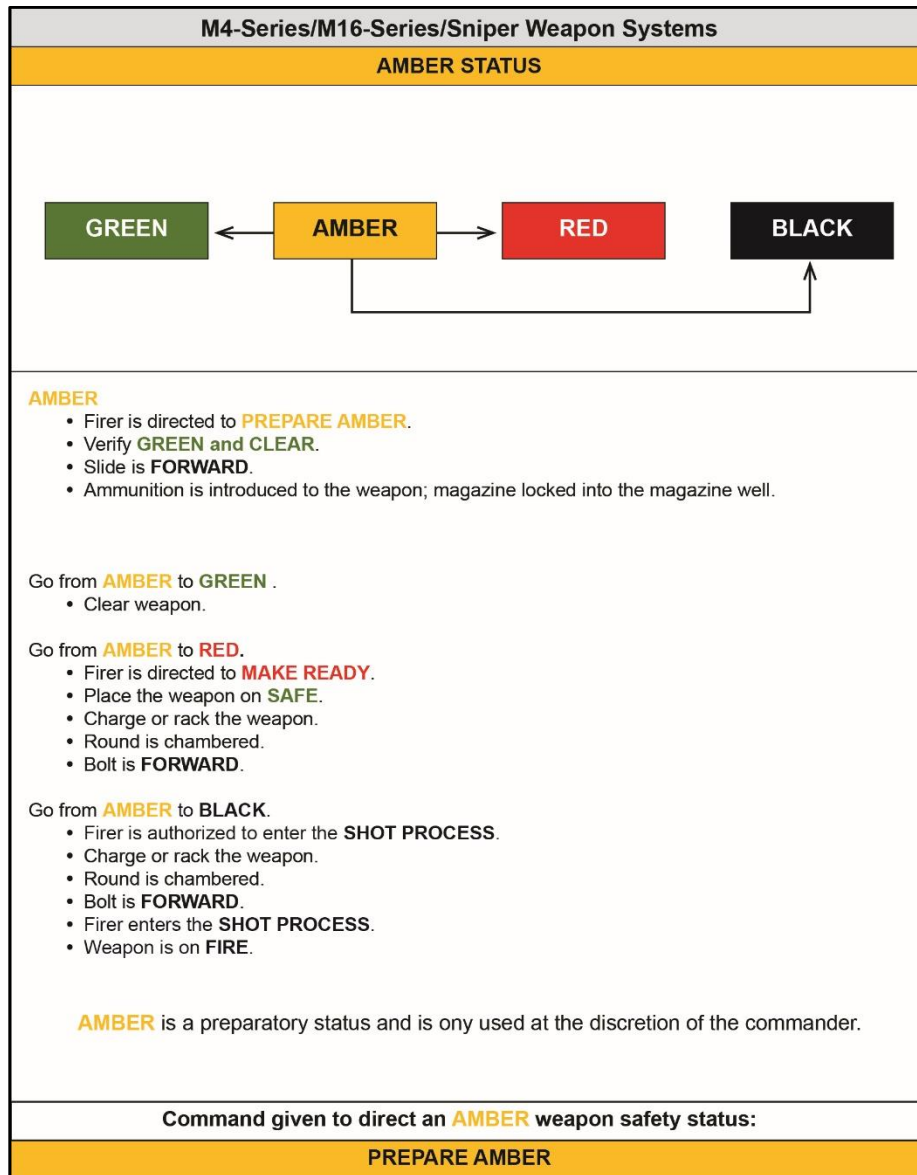 M4-Series/M16-Series/Sniper Weapon Systems
AMBER STATUS
GREEN AMBER RED BLACK
AMBER
• Firer is directed to PREPARE AMBER.
• Verify GREEN and CLEAR.
• Slide is FORWARD.
• Ammunition is introduced to the weapon; magazine locked into the magazine well.
Go from AMBER to GREEN .
• Clear weapon.
Go from AMBER to RED.
• Firer is directed to MAKE READY.
• Place the weapon on SAFE.
• Charge or rack the weapon.
• Round is chambered.
• Bolt is FORWARD.
Go from AMBER to BLACK.
• Firer is authorized to enter the SHOT PROCESS.
• Charge or rack the weapon.
• Round is chambered.
• Bolt is FORWARD.
• Firer enters the SHOT PROCESS.
• Weapon is on FIRE.
AMBER is a preparatory status and is ony used at the discretion of the commander.
Command given to direct an AMBER weapon safety status:
PREPARE AMBER